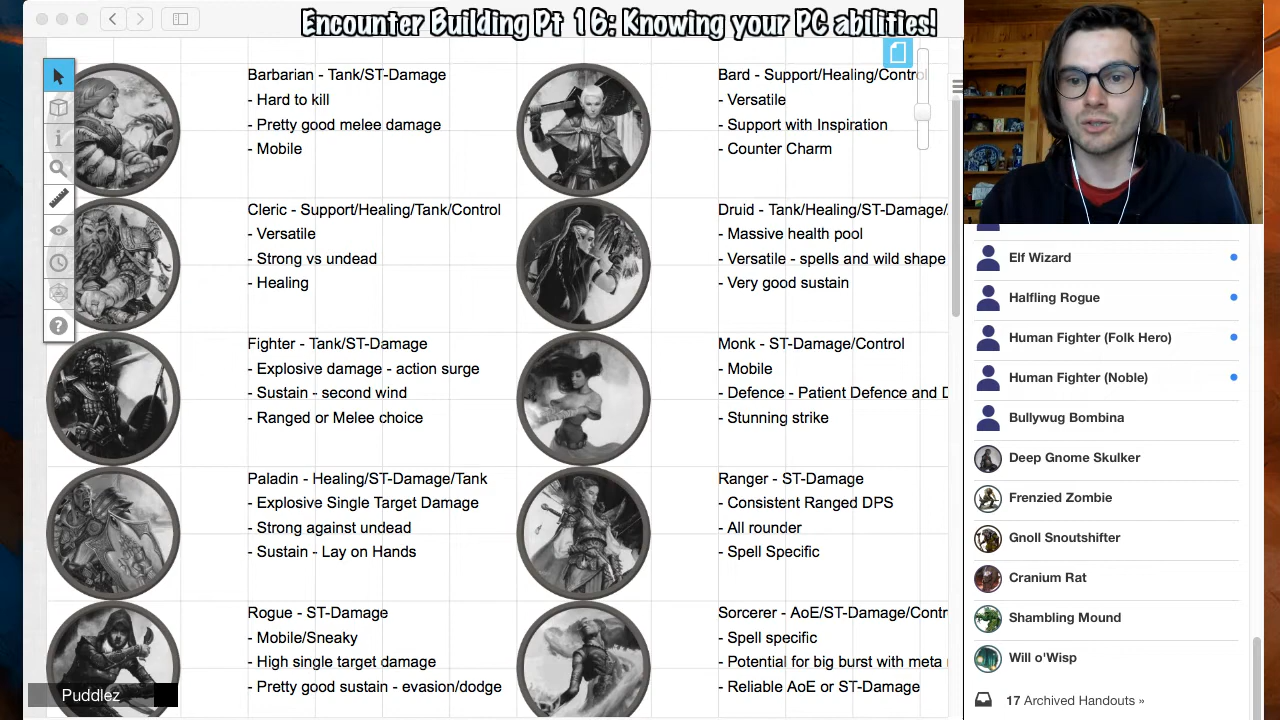 Encounter Building Pt 16: Knowing your PC abilities!
Barbarian - Tank/ST-Damage
- Hard to kill
- Pretty good melee damage
- Mobile
Bard - Support/Healing/Control
- Versatile
- Support with Inspiration
- Counter Charm
Cleric - Support/Healing/Tank/Control
- Versatile
- Strong vs undead
- Healing
Druid - Tank/Healing/ST-Damage/
- Massive health pool
- Versatile - spells and wild shape
- Very good sustain
Fighter - Tank/ST-Damage
- Explosive damage - action surge
- Sustain - second wind
- Ranged or Melee choice
Monk - ST-Damage/Control
- Mobile
- Defence - Patient Defence and D
- Stunning strike
Paladin - Healing/ST-Damage/Tank
- Explosive Single Target Damage
- Strong against undead
- Sustain - Lay on Hands
Ranger - ST-Damage
- Consistent Ranged DPS
- All rounder
- Spell Specific
Rogue - ST-Damage
- Mobile/Sneaky
- High single target damage
- Pretty good sustain - evasion/dodge
Sorcerer - AoE/ST-Damage/Contr
- Spell specific
- Potential for big burst with meta
- Reliable AoE or ST-Damage
Puddlez
Elf Wizard
Halfling Rogue
Human Fighter (Folk Hero)
Human Fighter (Noble)
Bullywug Bombina
Deep Gnome Skulker
Frenzied Zombie
Gnoll Snoutshifter
Cranium Rat
Shambling Mound
Will o'Wisp
17 Archived Handouts »